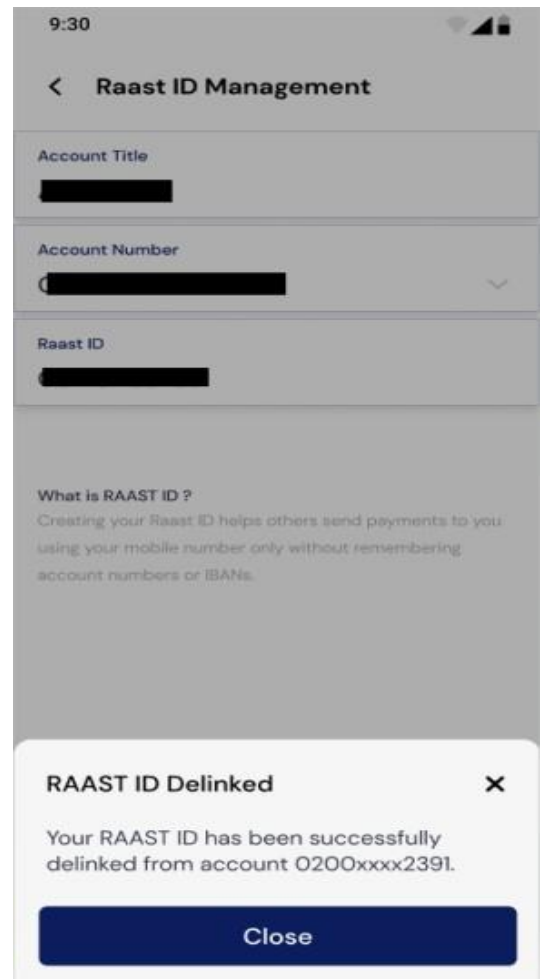 9:30
Raast ID Management
Account Title
Account Number
Raast ID
What is RAAST ID ?
Creating your Raast ID helps others send payments to you
using your mobile number only without remembering
account numbers or IBANs.
RAAST ID Delinked
Your RAAST ID has been successfully
delinked from account 0200xxxx2391.
Close